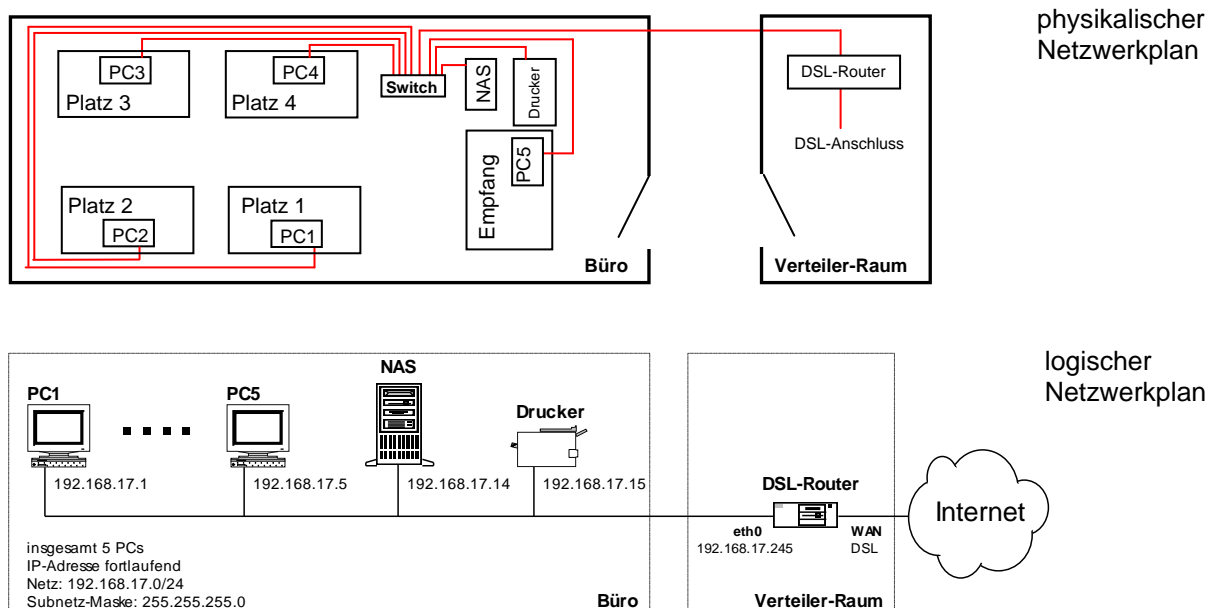 physikalischer
Netzwerkplan
PC3
Platz 3
PC4
Platz 4
Switch
NAS
Drucker
DSL-Router
DSL-Anschluss
Empfang
PC5
Platz 2
PC2
Platz 1
PC1
Büro
Verteiler-Raum
logischer
Netzwerkplan
PC1
PC5
NAS
Drucker
192.168.17.1
192.168.17.5
192.168.17.14
192.168.17.15
DSL-Router
Internet
eth0
WAN
192.168.17.245
DSL
insgesamt 5 PCs
IP-Adresse fortlaufend
Netz: 192.168.17.0/24
Subnetz-Maske: 255.255.255.0
Büro
Verteiler-Raum